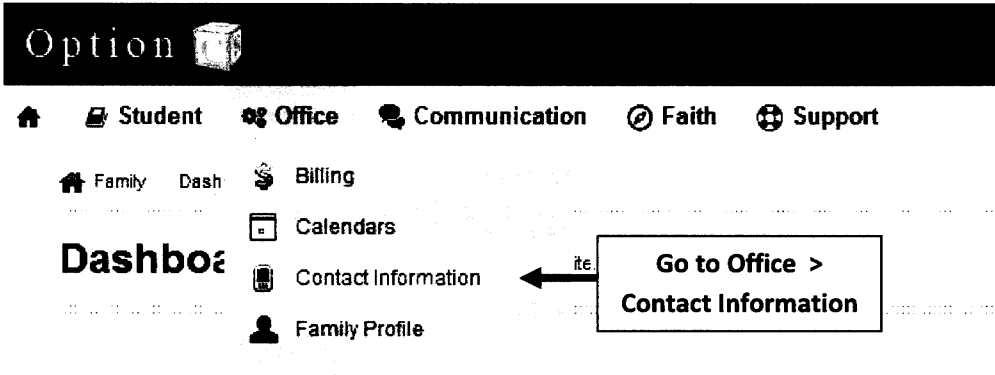 Option C
Student Office Communication Faith Support
Family Dash
Billing
Calendars
Dashboa
Contact Information
ite.
Go to Office >
Contact Information
Family Profile